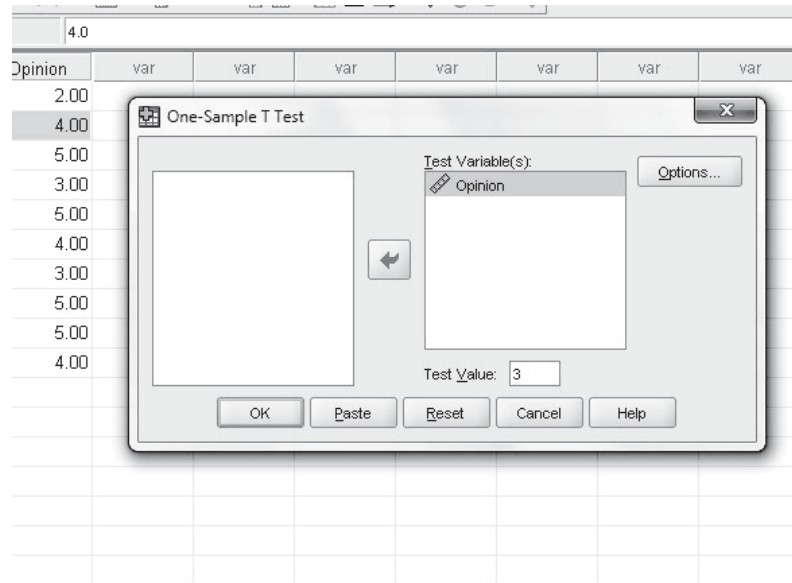 4.0
Opinion var var var var var var var
2.00
4.00
5.00
3.00
5.00
4.00
3.00
5.00
5.00
4.00
One-Sample T Test
Test Variable(s):
Opinion
Options...
Test Value: 3
OK Paste Reset Cancel Help